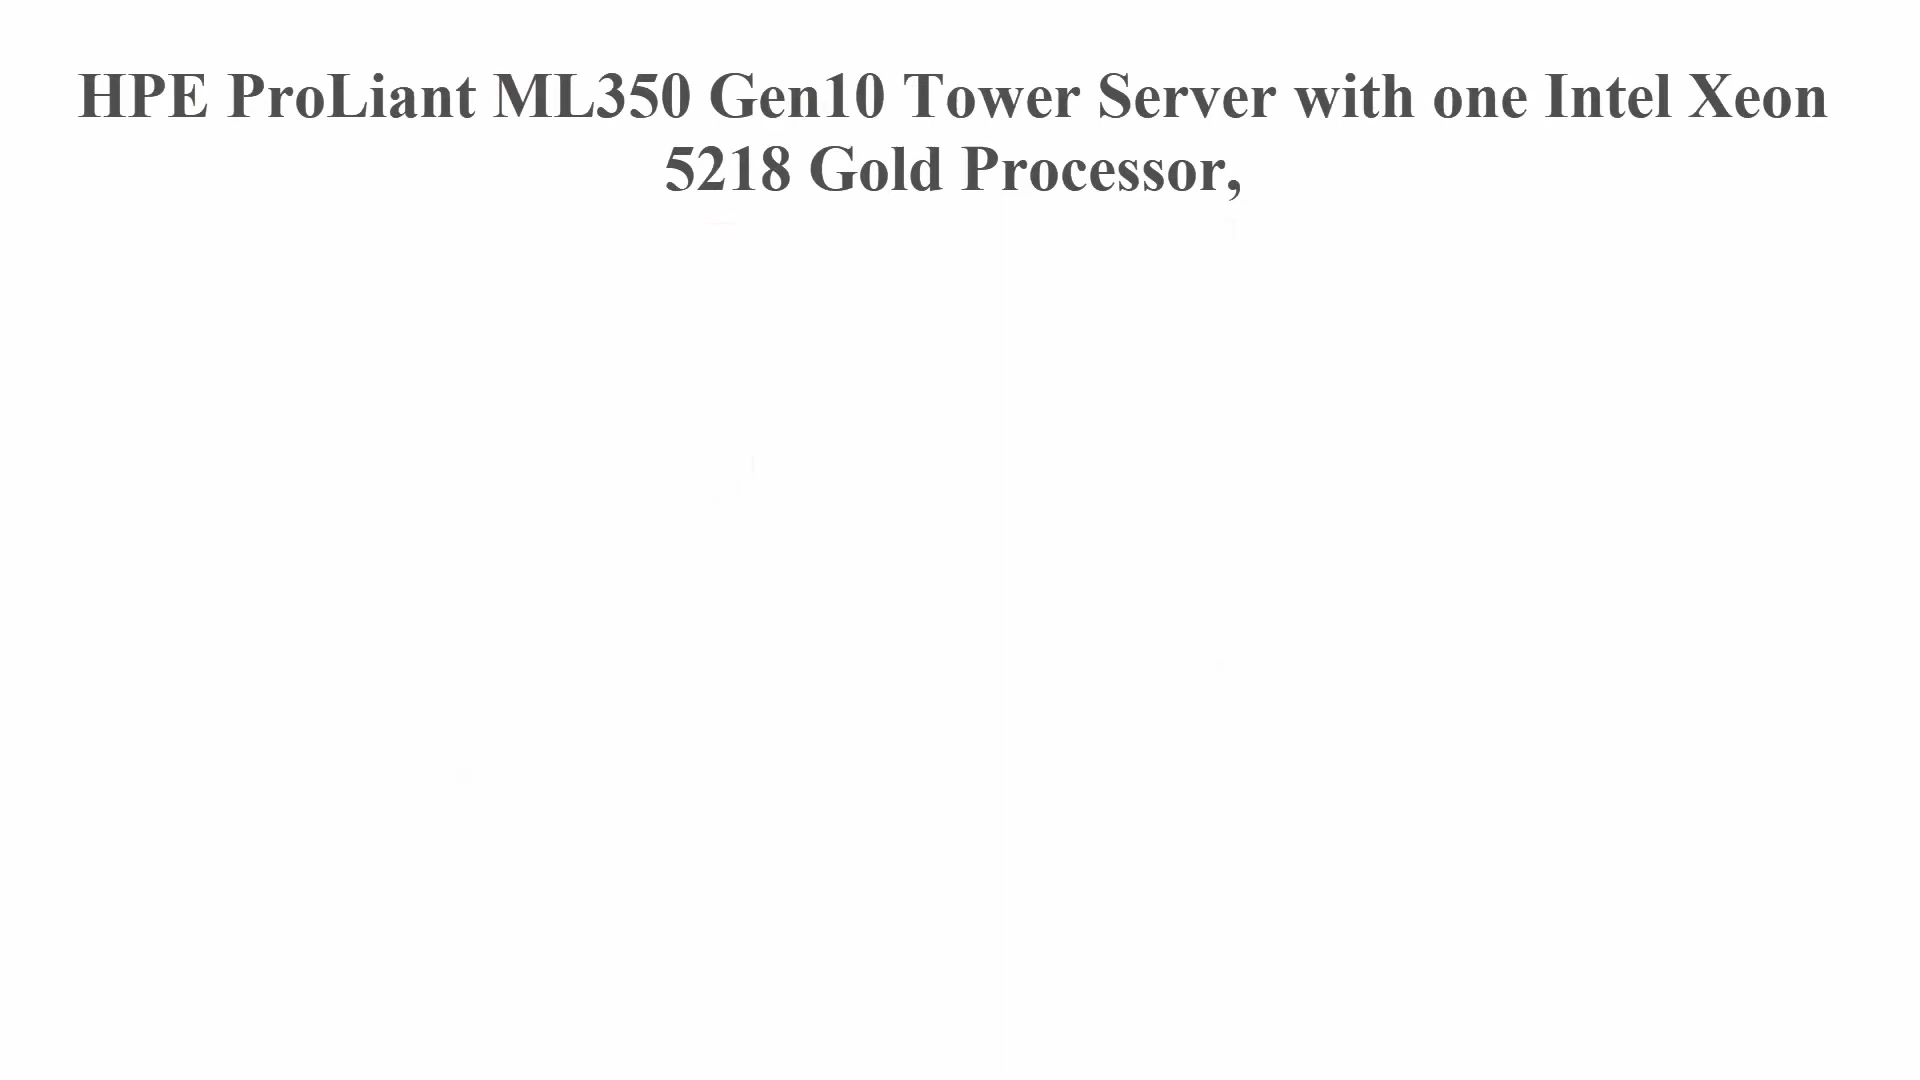 HPE ProLiant ML350 Gen10 Tower Server with one Intel Xeon
5218 Gold Processor,